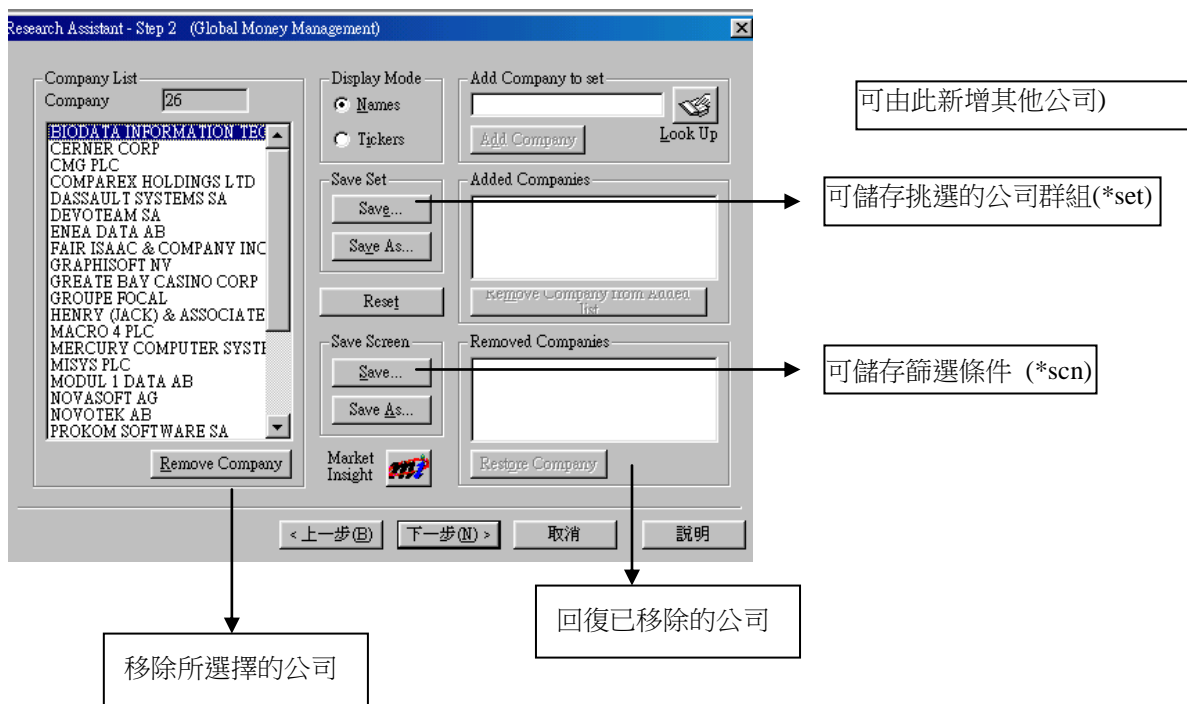 Research Assistant - Step 2 (Global Money Management)
Company List
Company 26
BIODATA INFORMATION TEC
CERNER CORP
CMG PLC
COMPAREX HOLDINGS LTD
DASSAULT SYSTEMS SA
DEVOTEAM SA
ENEA DATA AB
FAIR ISAAC & COMPANY INC
GRAPHISOFT NV
GREATE BAY CASINO CORP
GROUPE FOCAL
HENRY (JACK) & ASSOCIATE
MACRO 4 PLC
MERCURY COMPUTER SYSTE
MISYS PLC
MODUL 1 DATA AB
NOVASOFT AG
NOVOTEK AB
PROKOM SOFTWARE SA
Remove Company
Display Mode
Names
Tickers
Save Set
Save...
Save As...
Reset
Save Screen
Save...
Save As...
Market
Insight
Add Company to set
Add Company
Look Up
Added Companies
Remove Company from Added
list
Removed Companies
Restore Company
<上一步(B)
下一步(N) >
取消
說明
可由此新增其他公司)
可儲存挑選的公司群組(*set)
可儲存篩選條件 (*scn)
回復已移除的公司
移除所選擇的公司